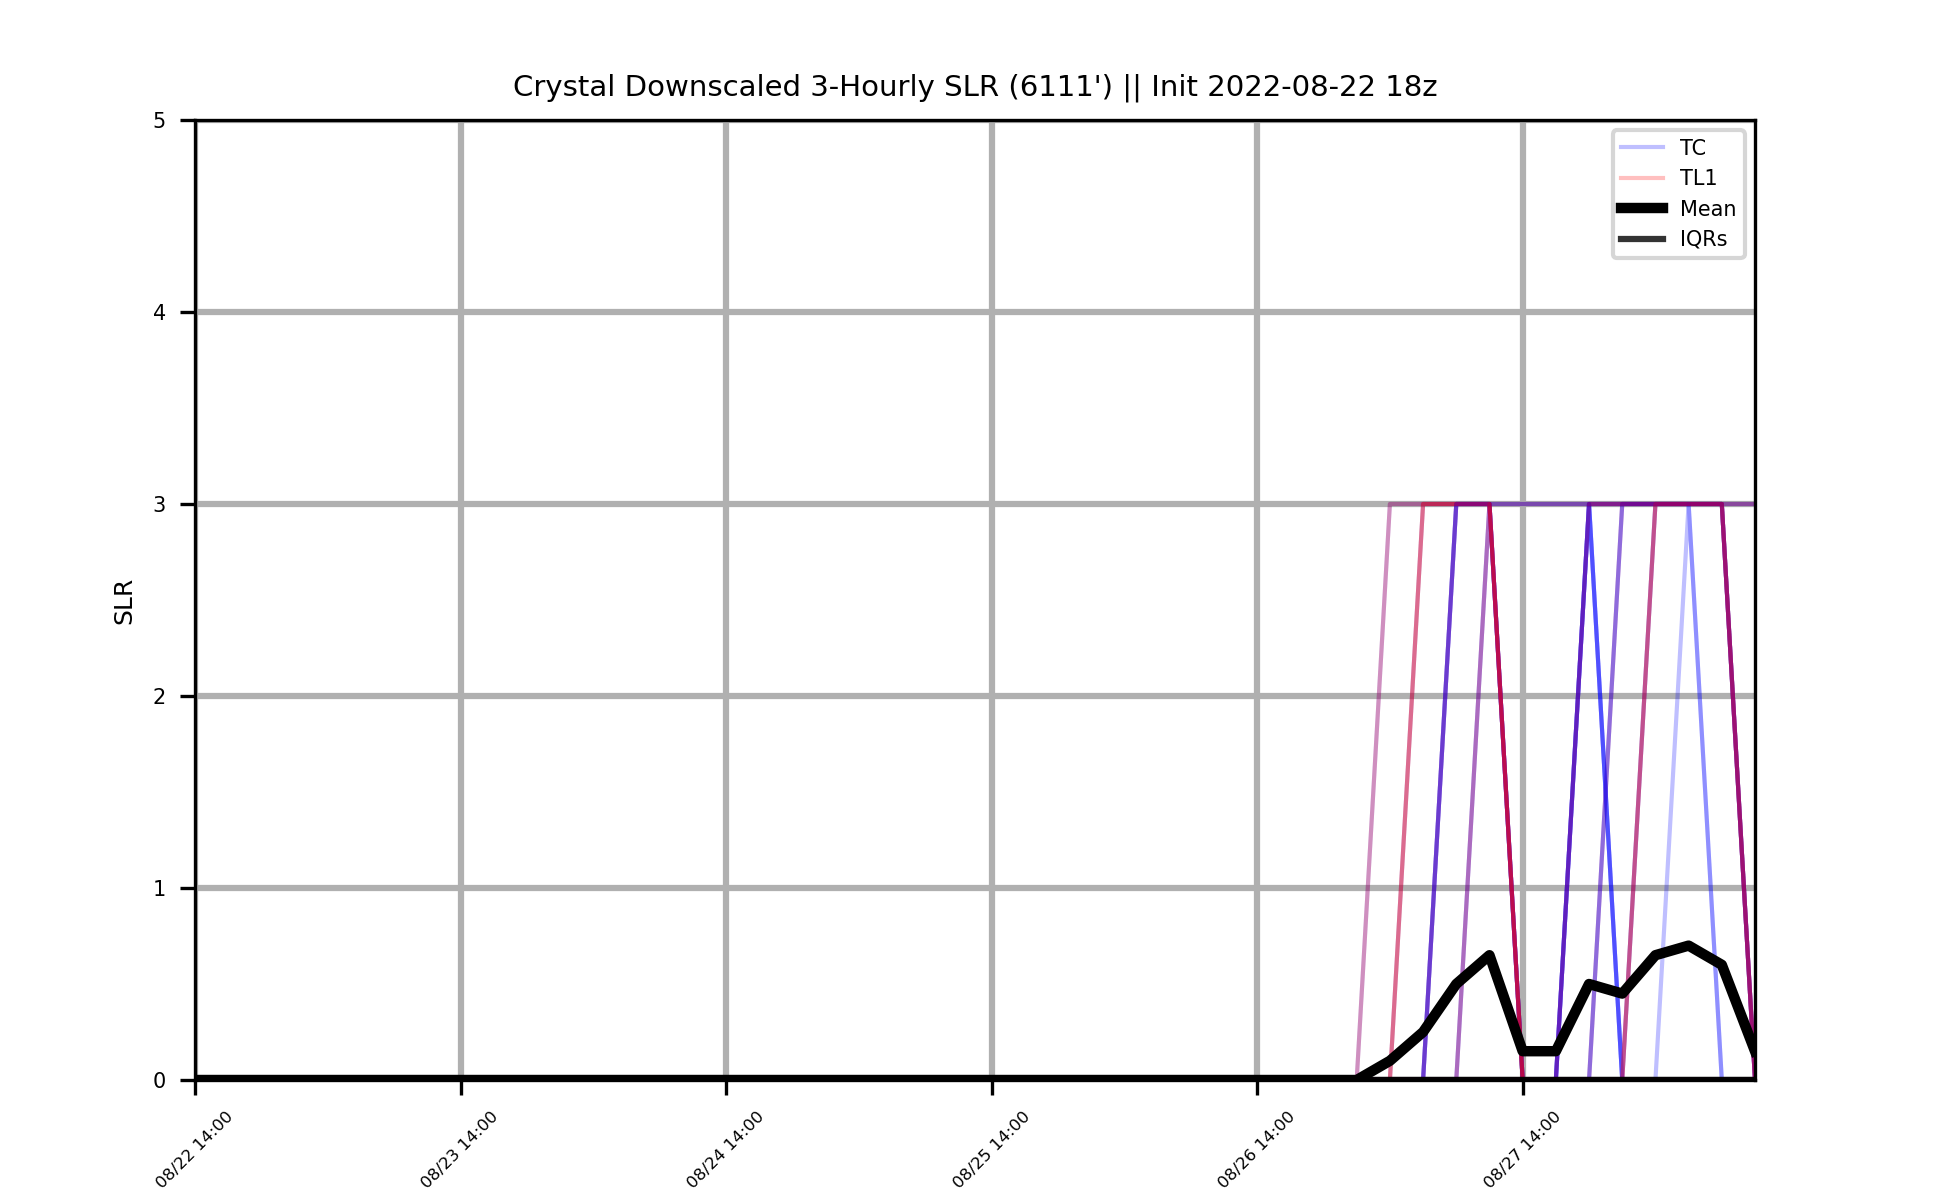 Crystal Downscaled 3-Hourly SLR (6111') || Init 2022-08-22 18z
5
4
3
2
1
0
SLR
TC
TL1
Mean
IQRs
08/22 14:00
08/23 14:00
08/24 14:00
08/25 14:00
08/26 14:00
08/27 14:00